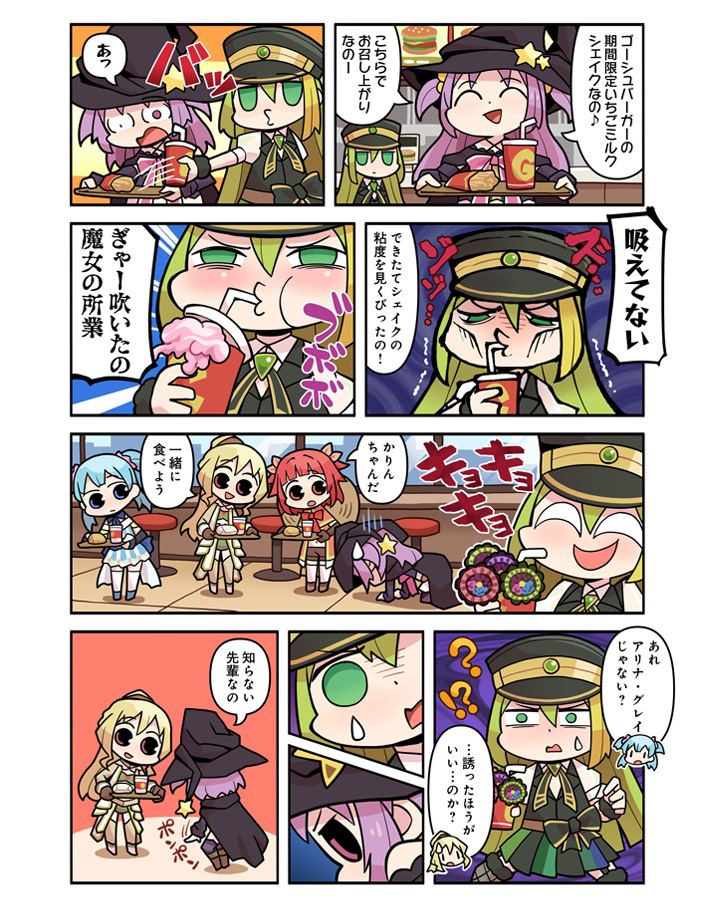 ゴーシュバーガーの
期間限定いちごミルク
シェイクなの♪
こちらで
お召し上がり
なのー
G
バッ
あっ
吸えてない
ズ…
ゾゾッ…
できたてシェイクの
粘度を見くびったの！
ブボボ
ぎゃー吹いたの
魔女の所業
キョ
キョ
キョ
かりん
ちゃんだ
一緒に
食べよう
あれ
アリナ・グレイ
じゃない？
？
!?
…誘ったほうが
いい…のか？
知らない
先輩なの
ポンポン